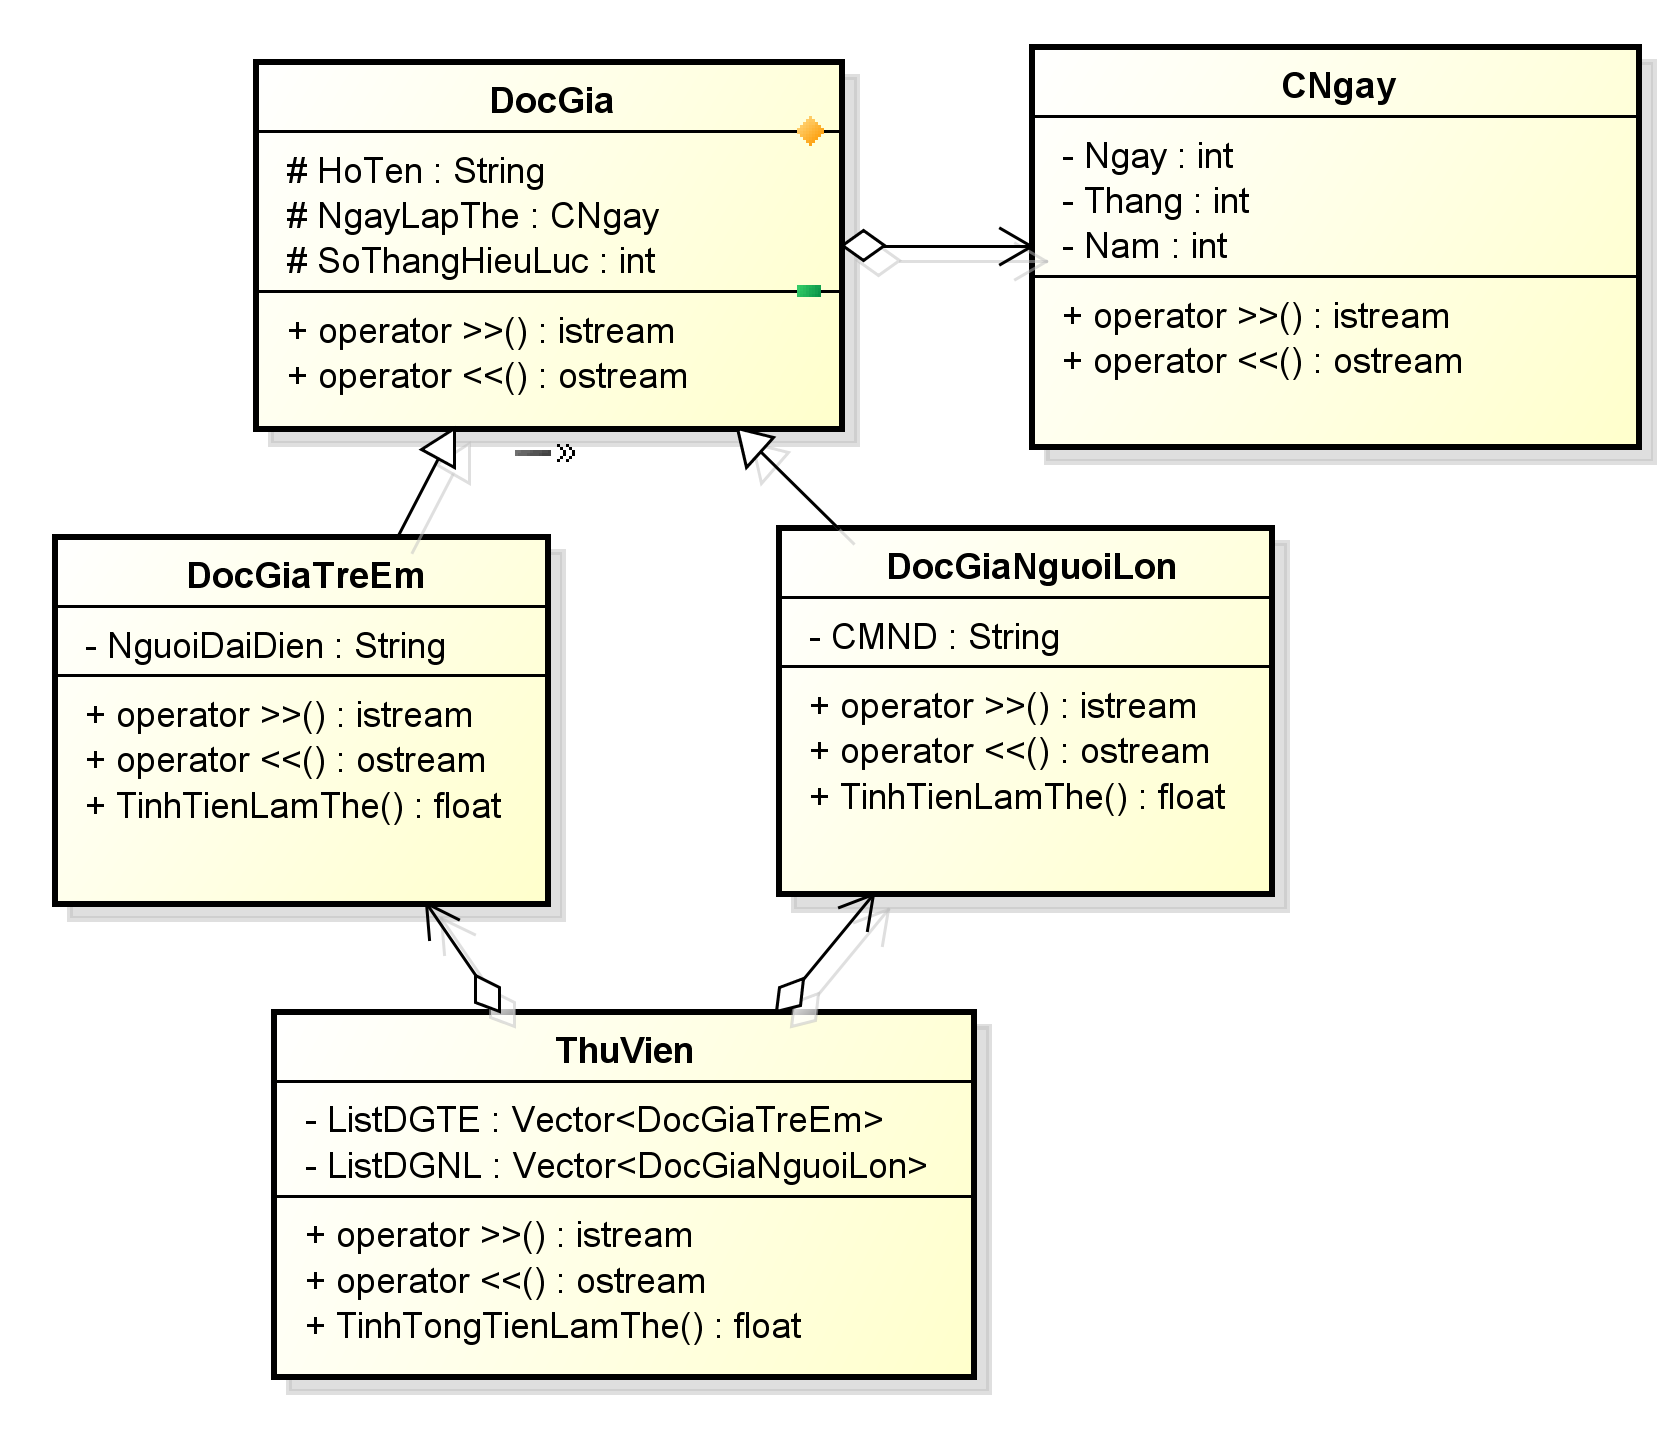 DocGia
# HoTen : String
# NgayLapThe : CNgay
# SoThangHieuLuc : int
+ operator >>() : istream
+ operator <<() : ostream
CNgay
- Ngay : int
- Thang : int
- Nam : int
+ operator >>() : istream
+ operator <<() : ostream
DocGiaTreEm
- NguoiDaiDien : String
+ operator >>() : istream
+ operator <<() : ostream
+ TinhTienLamThe() : float
DocGiaNguoiLon
- CMND : String
+ operator >>() : istream
+ operator <<() : ostream
+ TinhTienLamThe() : float
ThuVien
- ListDGTE : Vector<DocGiaTreEm>
- ListDGNL : Vector<DocGiaNguoiLon>
+ operator >>() : istream
+ operator <<() : ostream
+ TinhTongTienLamThe() : float